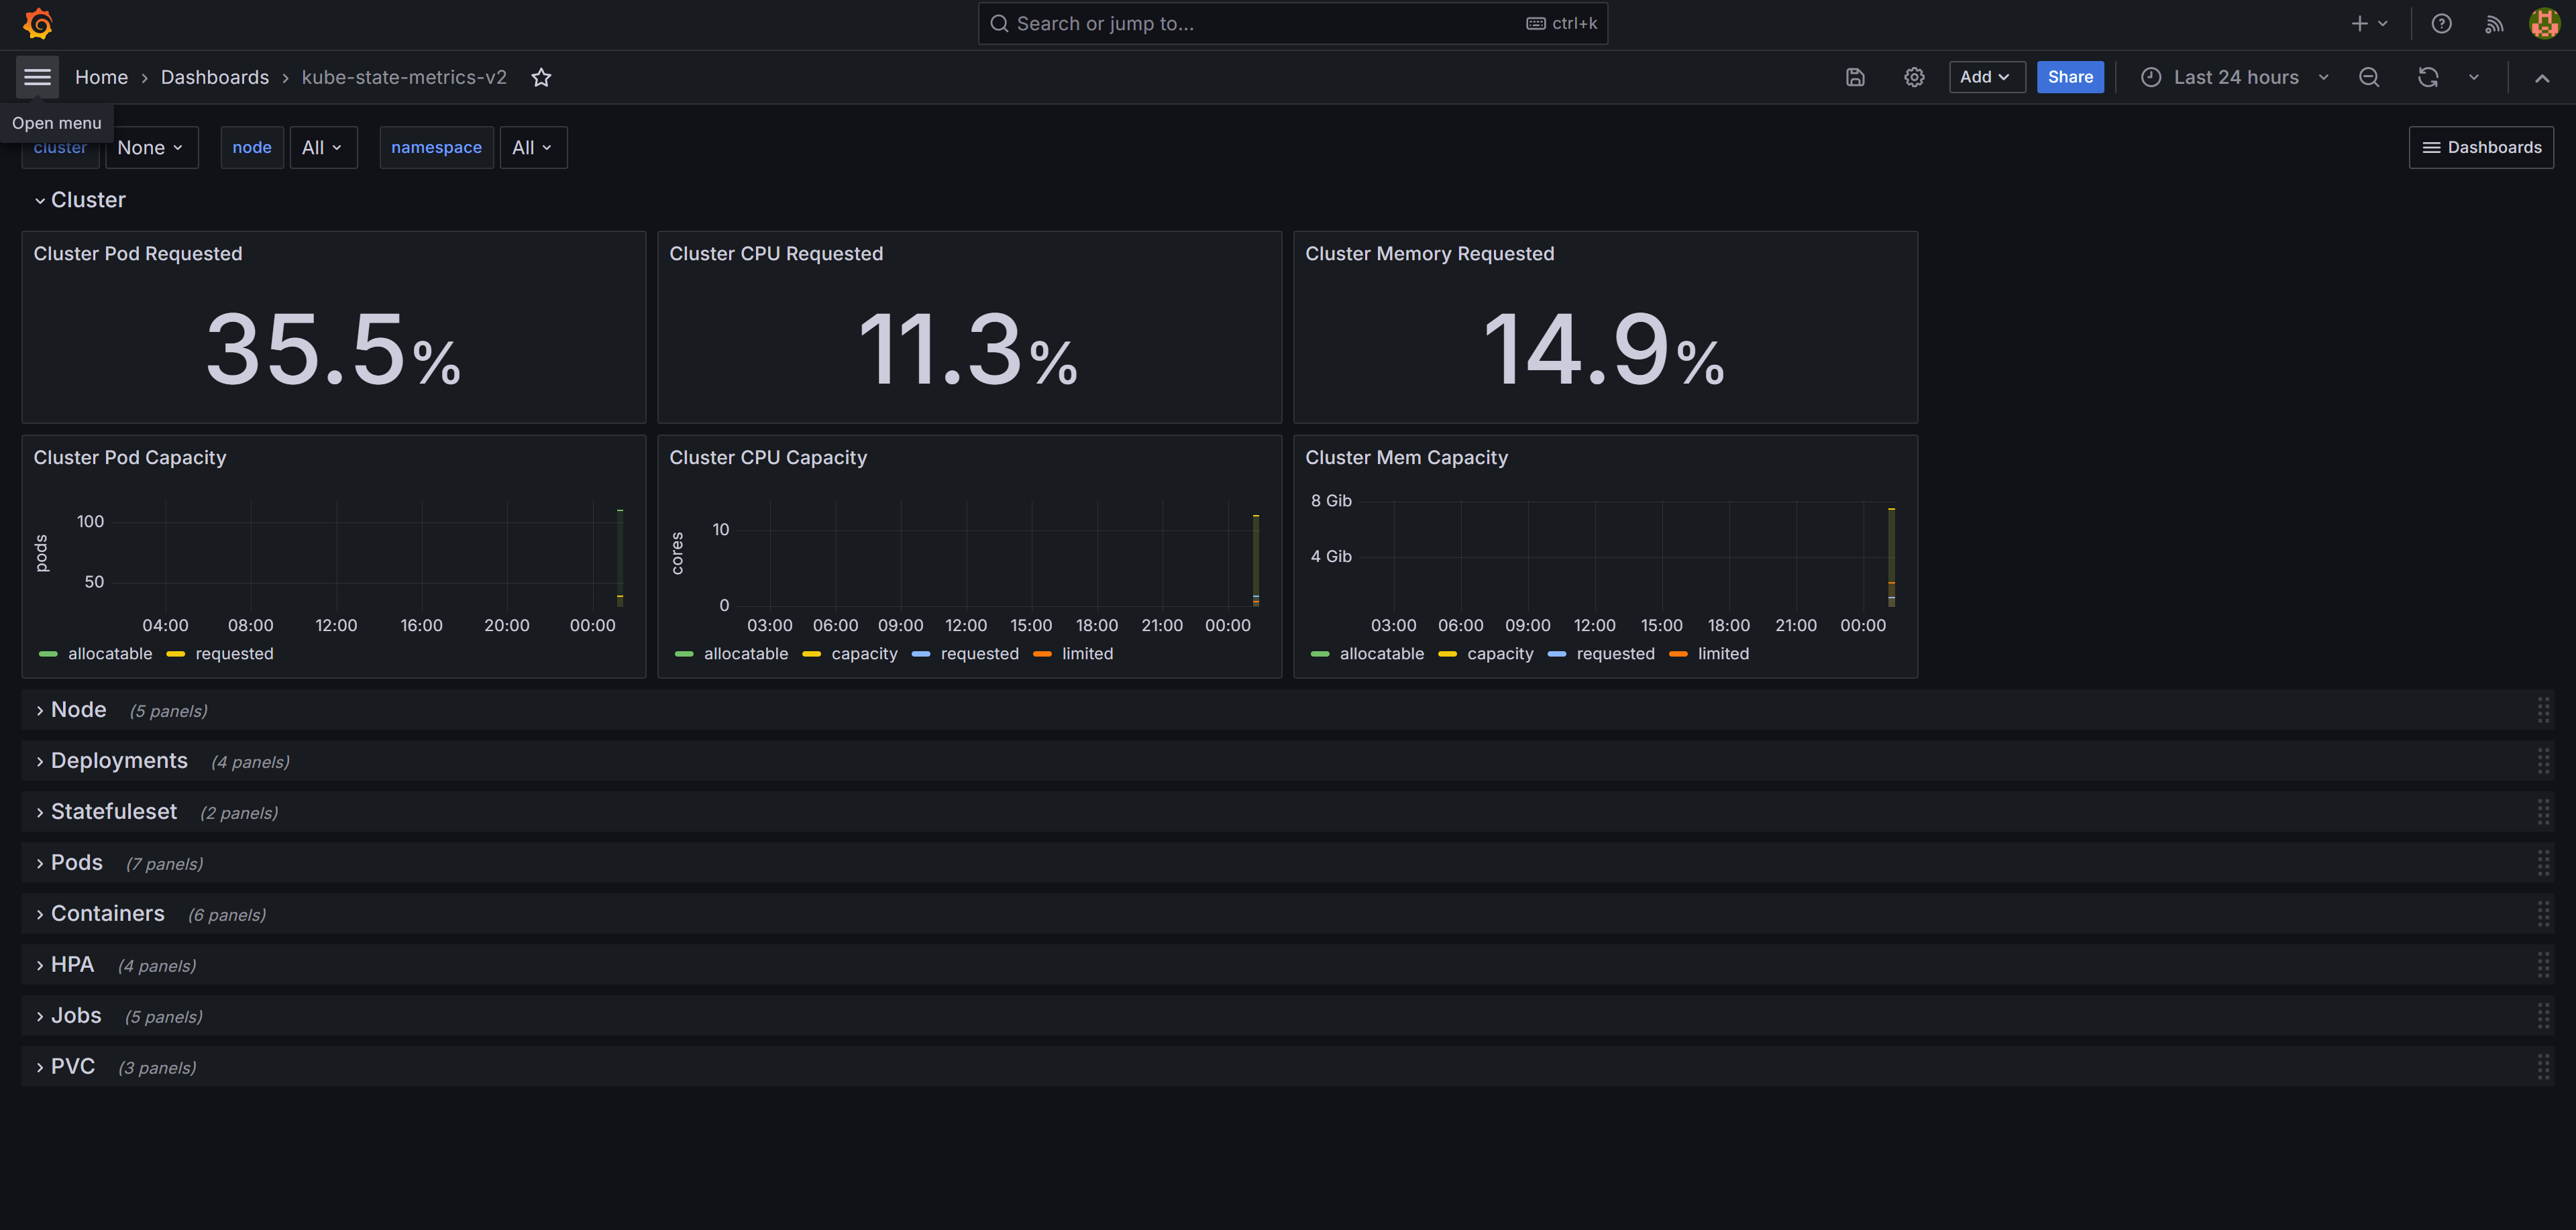 Search or jump to... ctrl+k
Home › Dashboards › kube-state-metrics-v2 Add Share Last 24 hours
Open menu
cluster None node All namespace All Dashboards
Cluster
Cluster Pod Requested
35.5%
Cluster CPU Requested
11.3%
Cluster Memory Requested
14.9%
Cluster Pod Capacity
pods
100
50
04:00 08:00 12:00 16:00 20:00 00:00
allocatable requested
Cluster CPU Capacity
cores
10
0
03:00 06:00 09:00 12:00 15:00 18:00 21:00 00:00
allocatable capacity requested limited
Cluster Mem Capacity
8 Gib
4 Gib
03:00 06:00 09:00 12:00 15:00 18:00 21:00 00:00
allocatable capacity requested limited
Node (5 panels)
Deployments (4 panels)
Statefuleset (2 panels)
Pods (7 panels)
Containers (6 panels)
HPA (4 panels)
Jobs (5 panels)
PVC (3 panels)